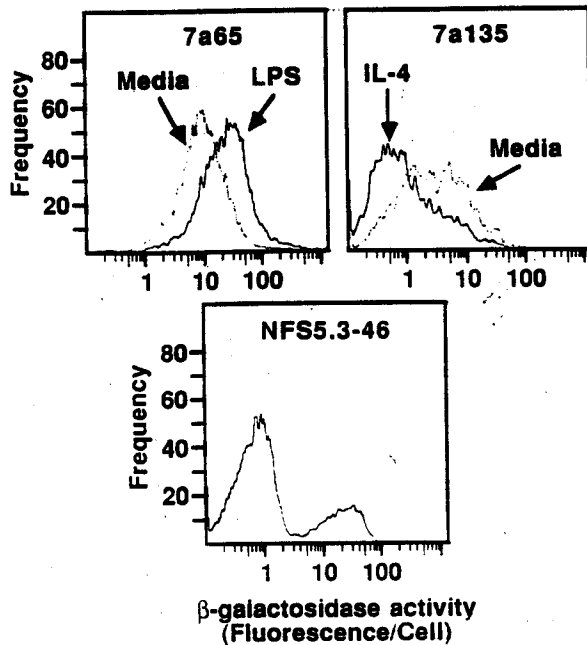 7a65
7a135
80
60
40
20
Frequency
Media
LPS
IL-4
Media
1 10 100
1 10 100
NFS5.3-46
80
60
40
20
Frequency
1 10 100
β-galactosidase activity
(Fluorescence/Cell)